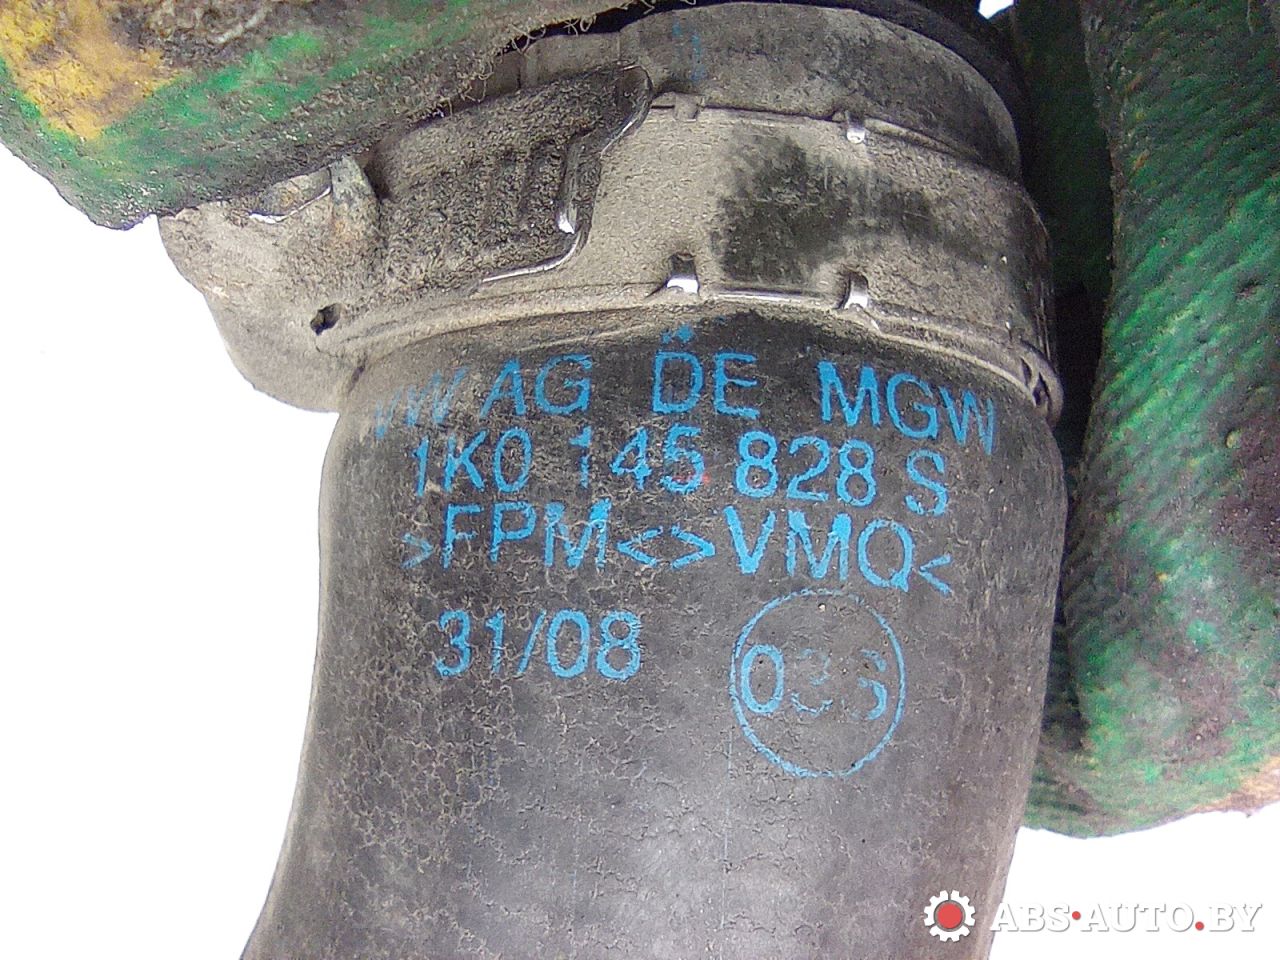 VW AG DE MGW
1K0 145 828 S
>FPM<>VMQ<
31/08
ABS-AUTO.BY